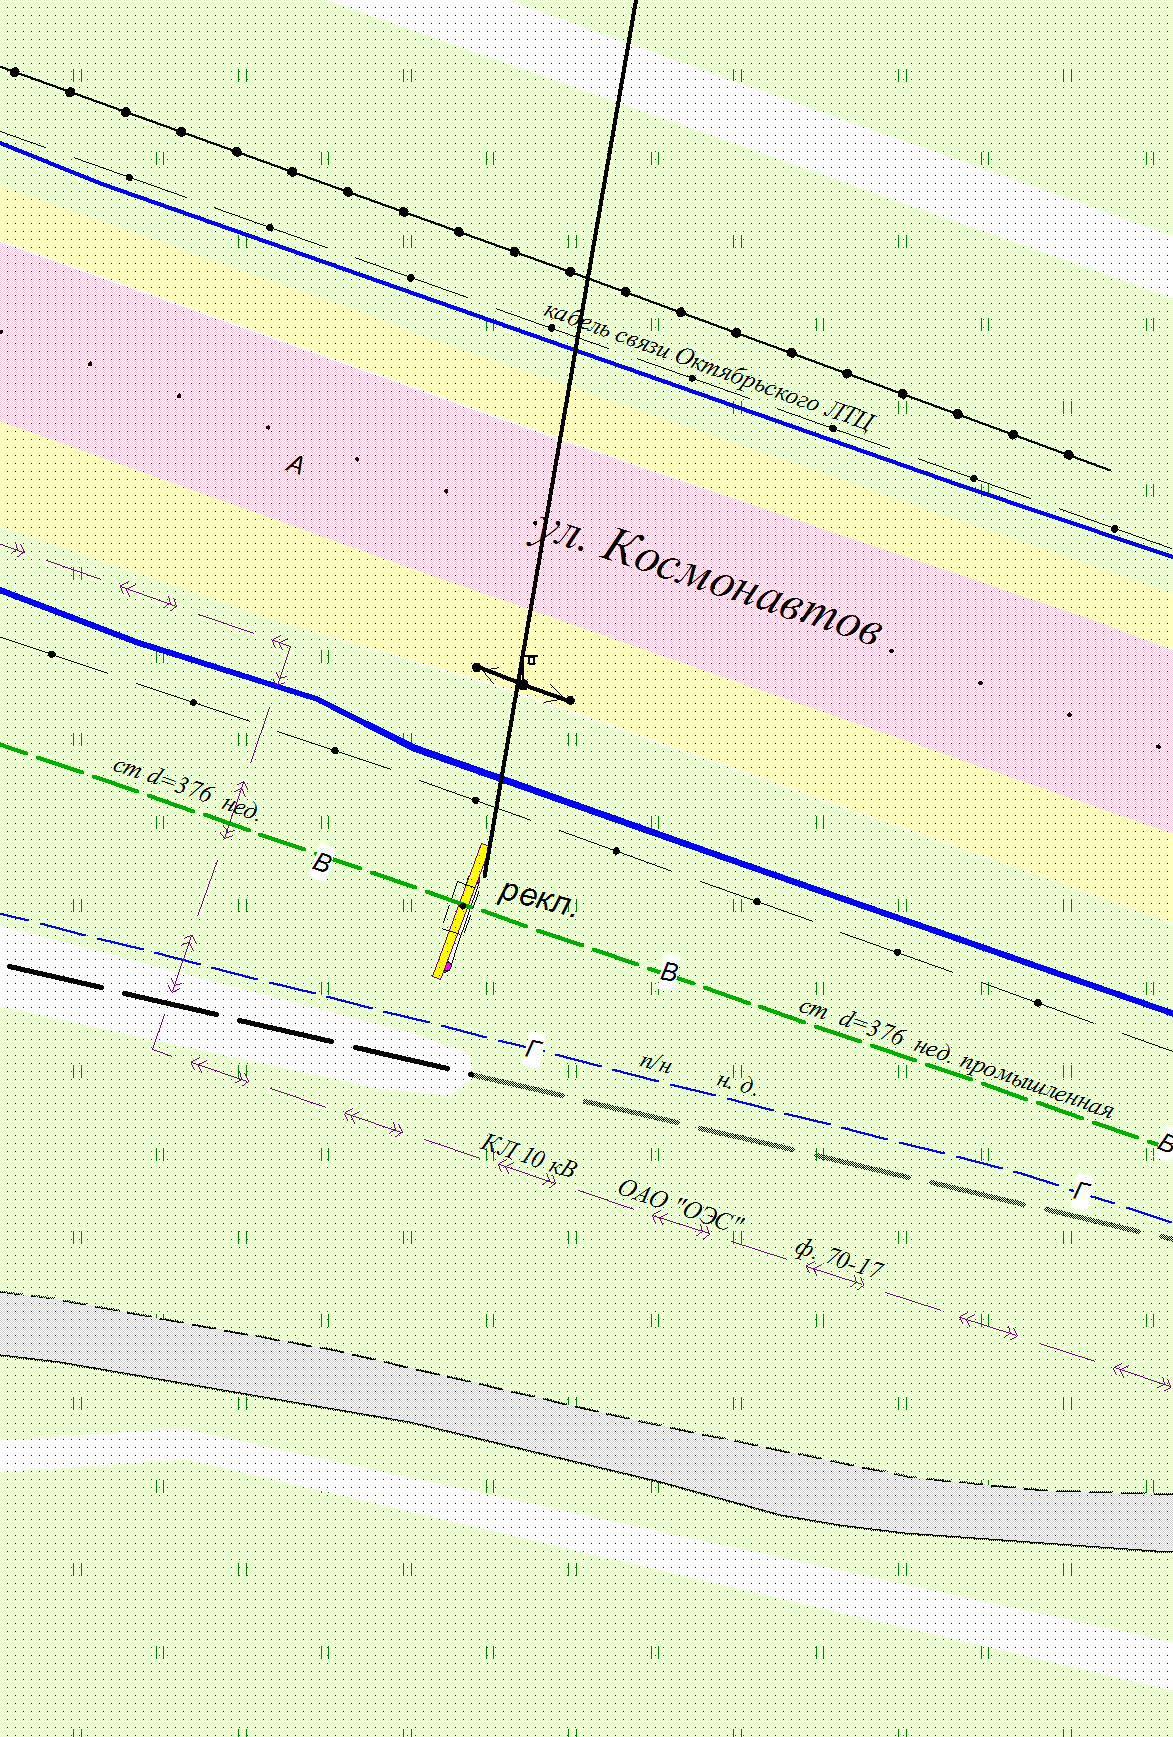 кабель связи Октябрьского ЛТЦ
А
ул. Космонавтов
ст d=376 нед.
В
рекл.
В
ст d=376 нед. промышленная
Г
п/н
н. д.
В
КЛ 10 кВ
ОАО "ОЭС"
Г
ф. 70-17